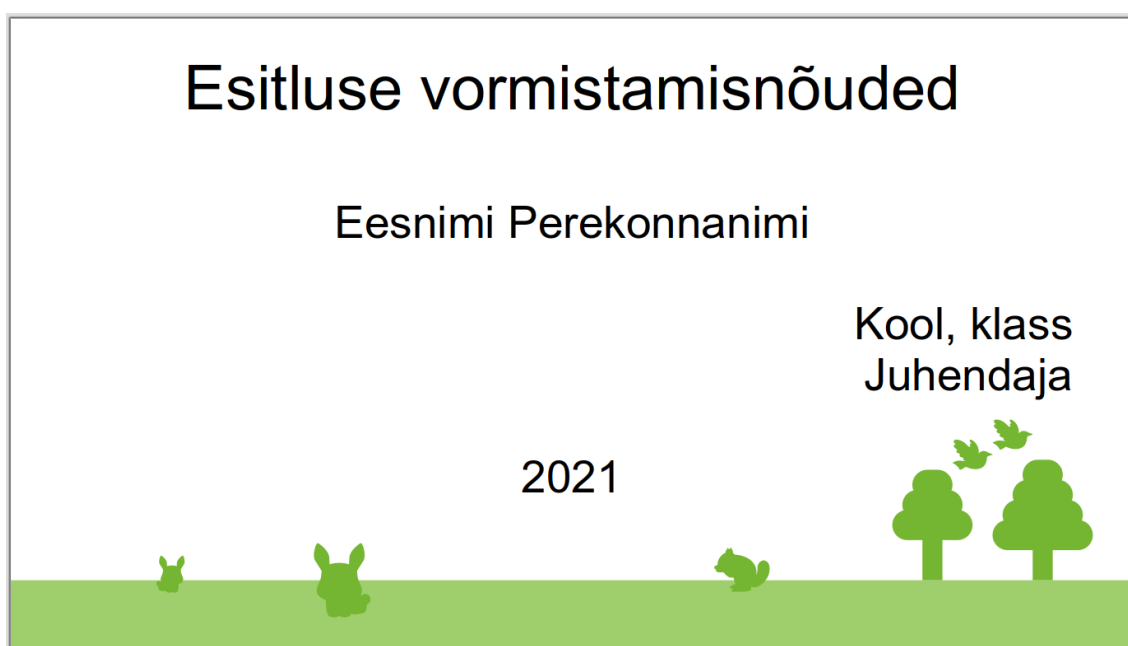 Esitluse vormistamisnõuded
Eesnimi Perekonnanimi
Kool, klass
Juhendaja
2021